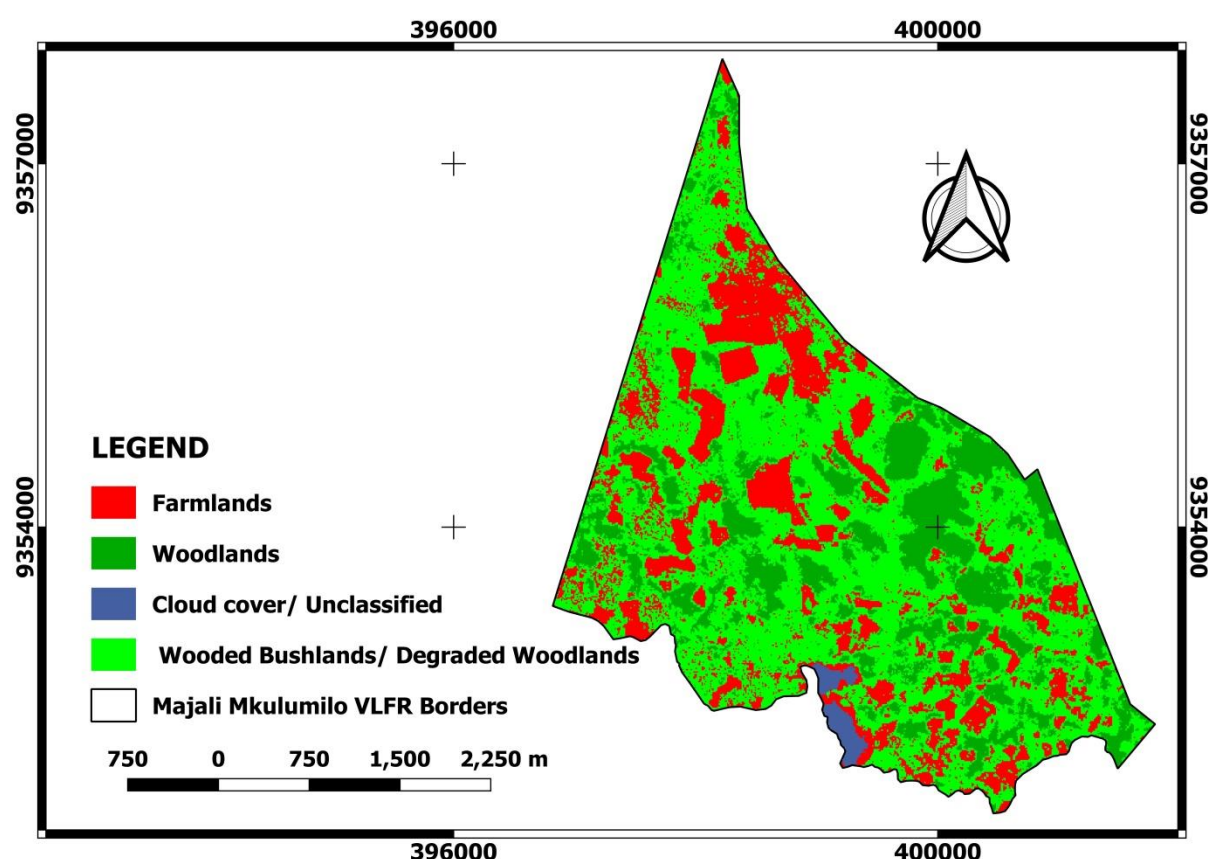 396000 400000
9357000 9357000
LEGEND
Farmlands
Woodlands
9354000 9354000
Cloud cover/ Unclassified
Wooded Bushlands/ Degraded Woodlands
Majali Mkulumilo VLFR Borders
750 0 750 1,500 2,250 m
396000 400000